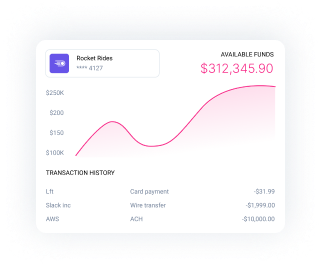 Rocket Rides
**** 4127
AVAILABLE FUNDS
$312,345.90
$250K
$200
$150
$100K
TRANSACTION HISTORY
Lft Card payment -$31.99
Slack inc Wire transfer -$1,999.00
AWS ACH -$10,000.00